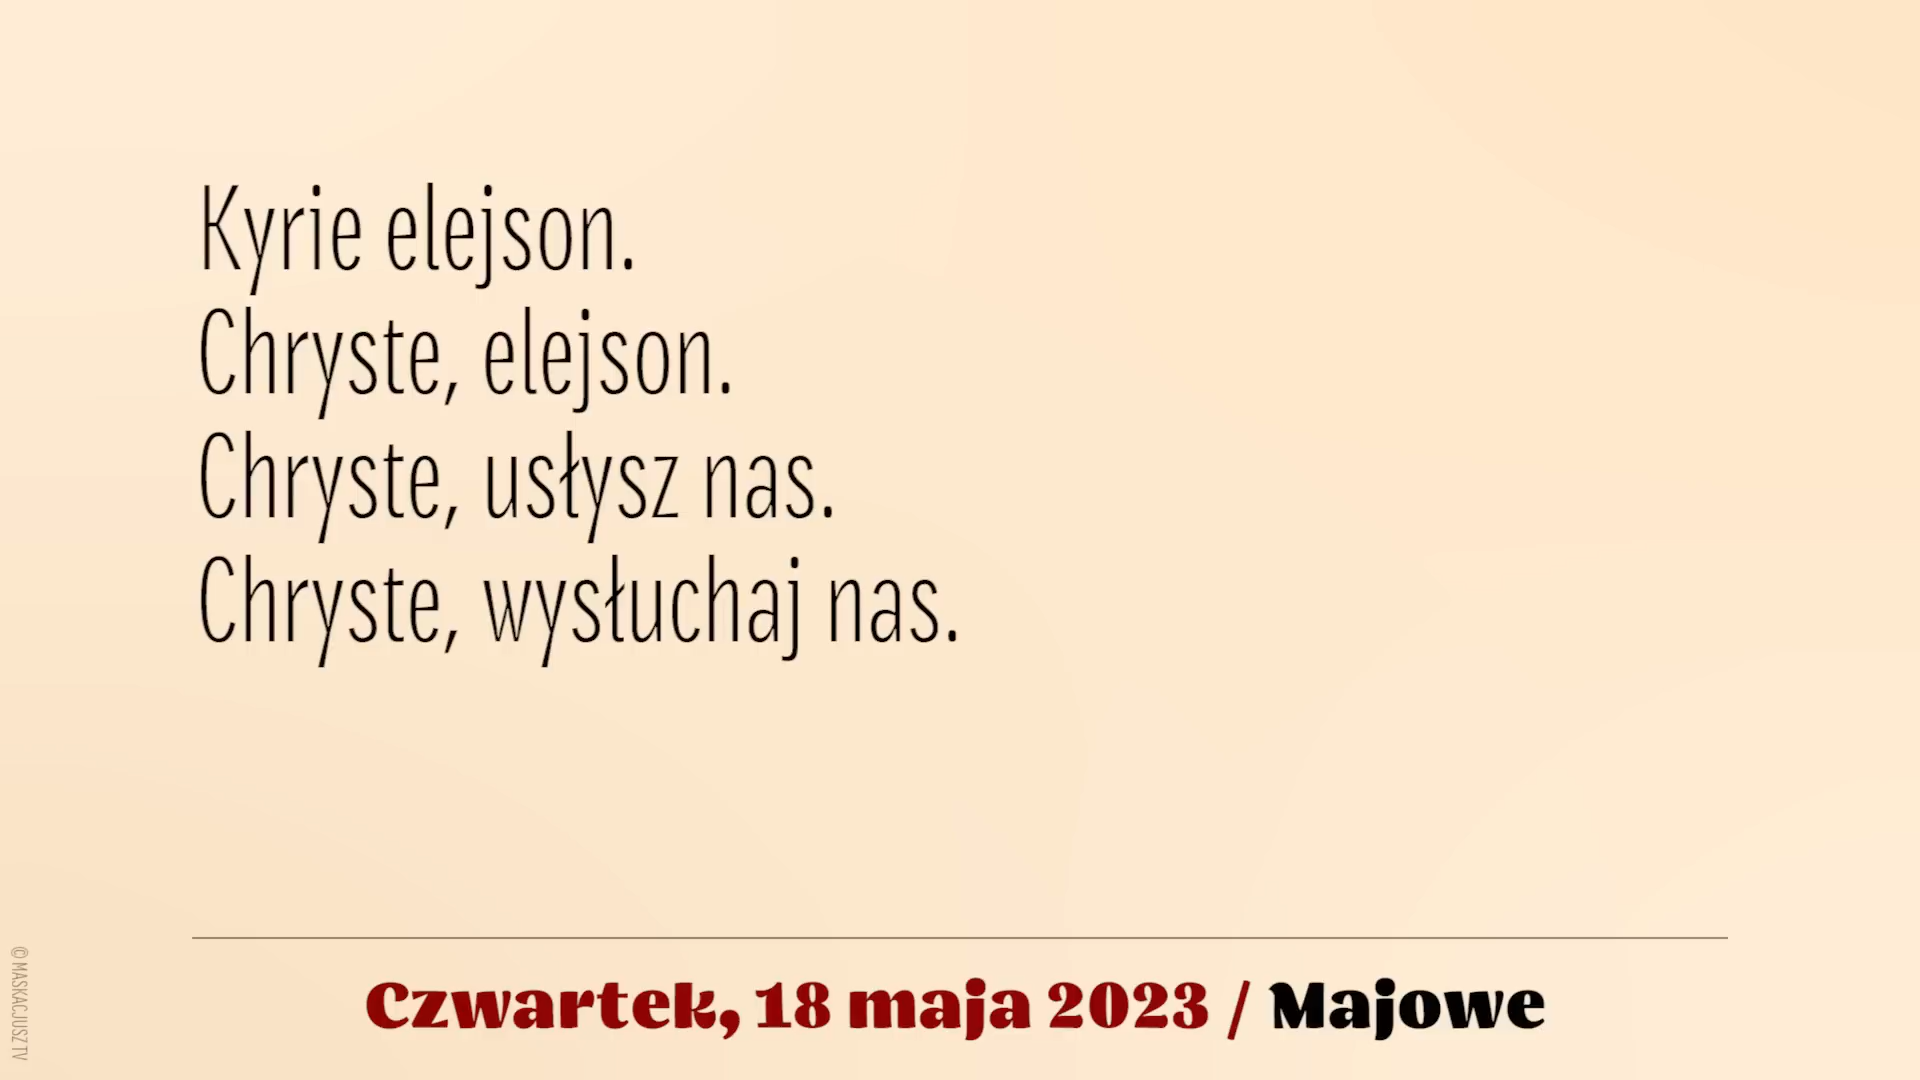 Kyrie elejson.
Chryste, elejson.
Chryste, usłysz nas.
Chryste, wysłuchaj nas.
Czwartek, 18 maja 2023 / Majowe
© MASKACJUSZ TV